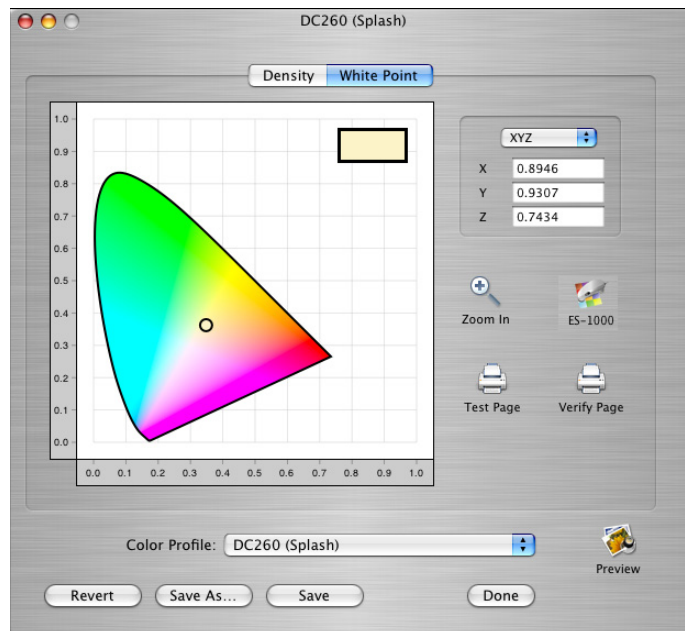 DC260 (Splash)
Density White Point
1.0
0.9
0.8
0.7
0.6
0.5
0.4
0.3
0.2
0.1
0.0
0.0 0.1 0.2 0.3 0.4 0.5 0.6 0.7 0.8 0.9 1.0
XYZ
X 0.8946
Y 0.9307
Z 0.7434
Zoom In ES-1000
Test Page Verify Page
Color Profile: DC260 (Splash)
Preview
Revert Save As... Save Done